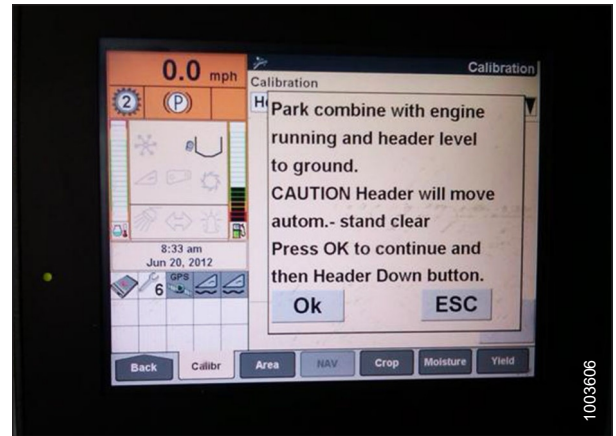 0.0 mph
Calibration
Calibration
2 P
H
Park combine with engine
running and header level
to ground.
CAUTION Header will move
autom.- stand clear
Press OK to continue and
then Header Down button.
Ok ESC
8:33 am
Jun 20, 2012
6 GPS
Back Calibr Area NAV Crop Moisture Yield
1003606